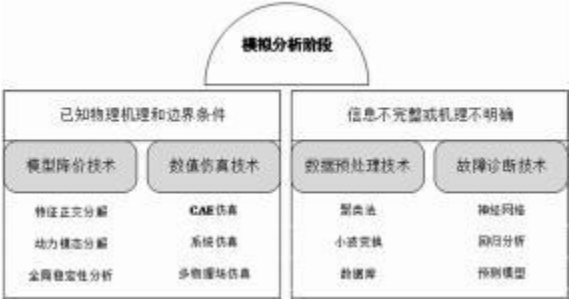 模拟分析阶段
已知物理机理和边界条件
信息不完整或机理不明确
模型降价技术
数值仿真技术
数据预处理技术
故障诊断技术
特征正交分解
CAE仿真
聚类法
神经网络
动力模态分解
系统仿真
小波变换
回归分析
全局稳定性分析
多物理场仿真
数据库
预测模型